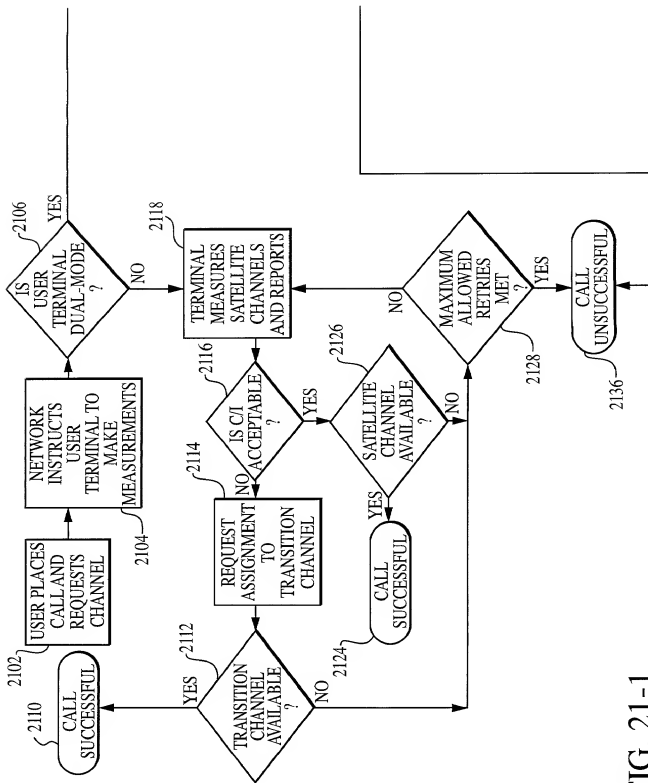 2102
USER PLACES
CALL AND
REQUESTS
CHANNEL
NETWORK
INSTRUCTS
USER
TERMINAL TO
MAKE
MEASUREMENTS
2104
2106
IS
USER
TERMINAL
DUAL-MODE
?
YES
NO
2110
CALL
SUCCESSFUL
YES
2112
TRANSITION
CHANNEL
AVAILABLE
?
NO
2114
REQUEST
ASSIGNMENT
TO
TRANSITION
CHANNEL
NO
2116
IS C/I
ACCEPTABLE
?
YES
2118
TERMINAL
MEASURES
SATELLITE
CHANNELS
AND REPORTS
2124
CALL
SUCCESSFUL
YES
2126
SATELLITE
CHANNEL
AVAILABLE
?
NO
NO
MAXIMUM
ALLOWED
RETRIES
MET
?
2128
YES
CALL
UNSUCCESSFUL
2136
FIG. 21-1